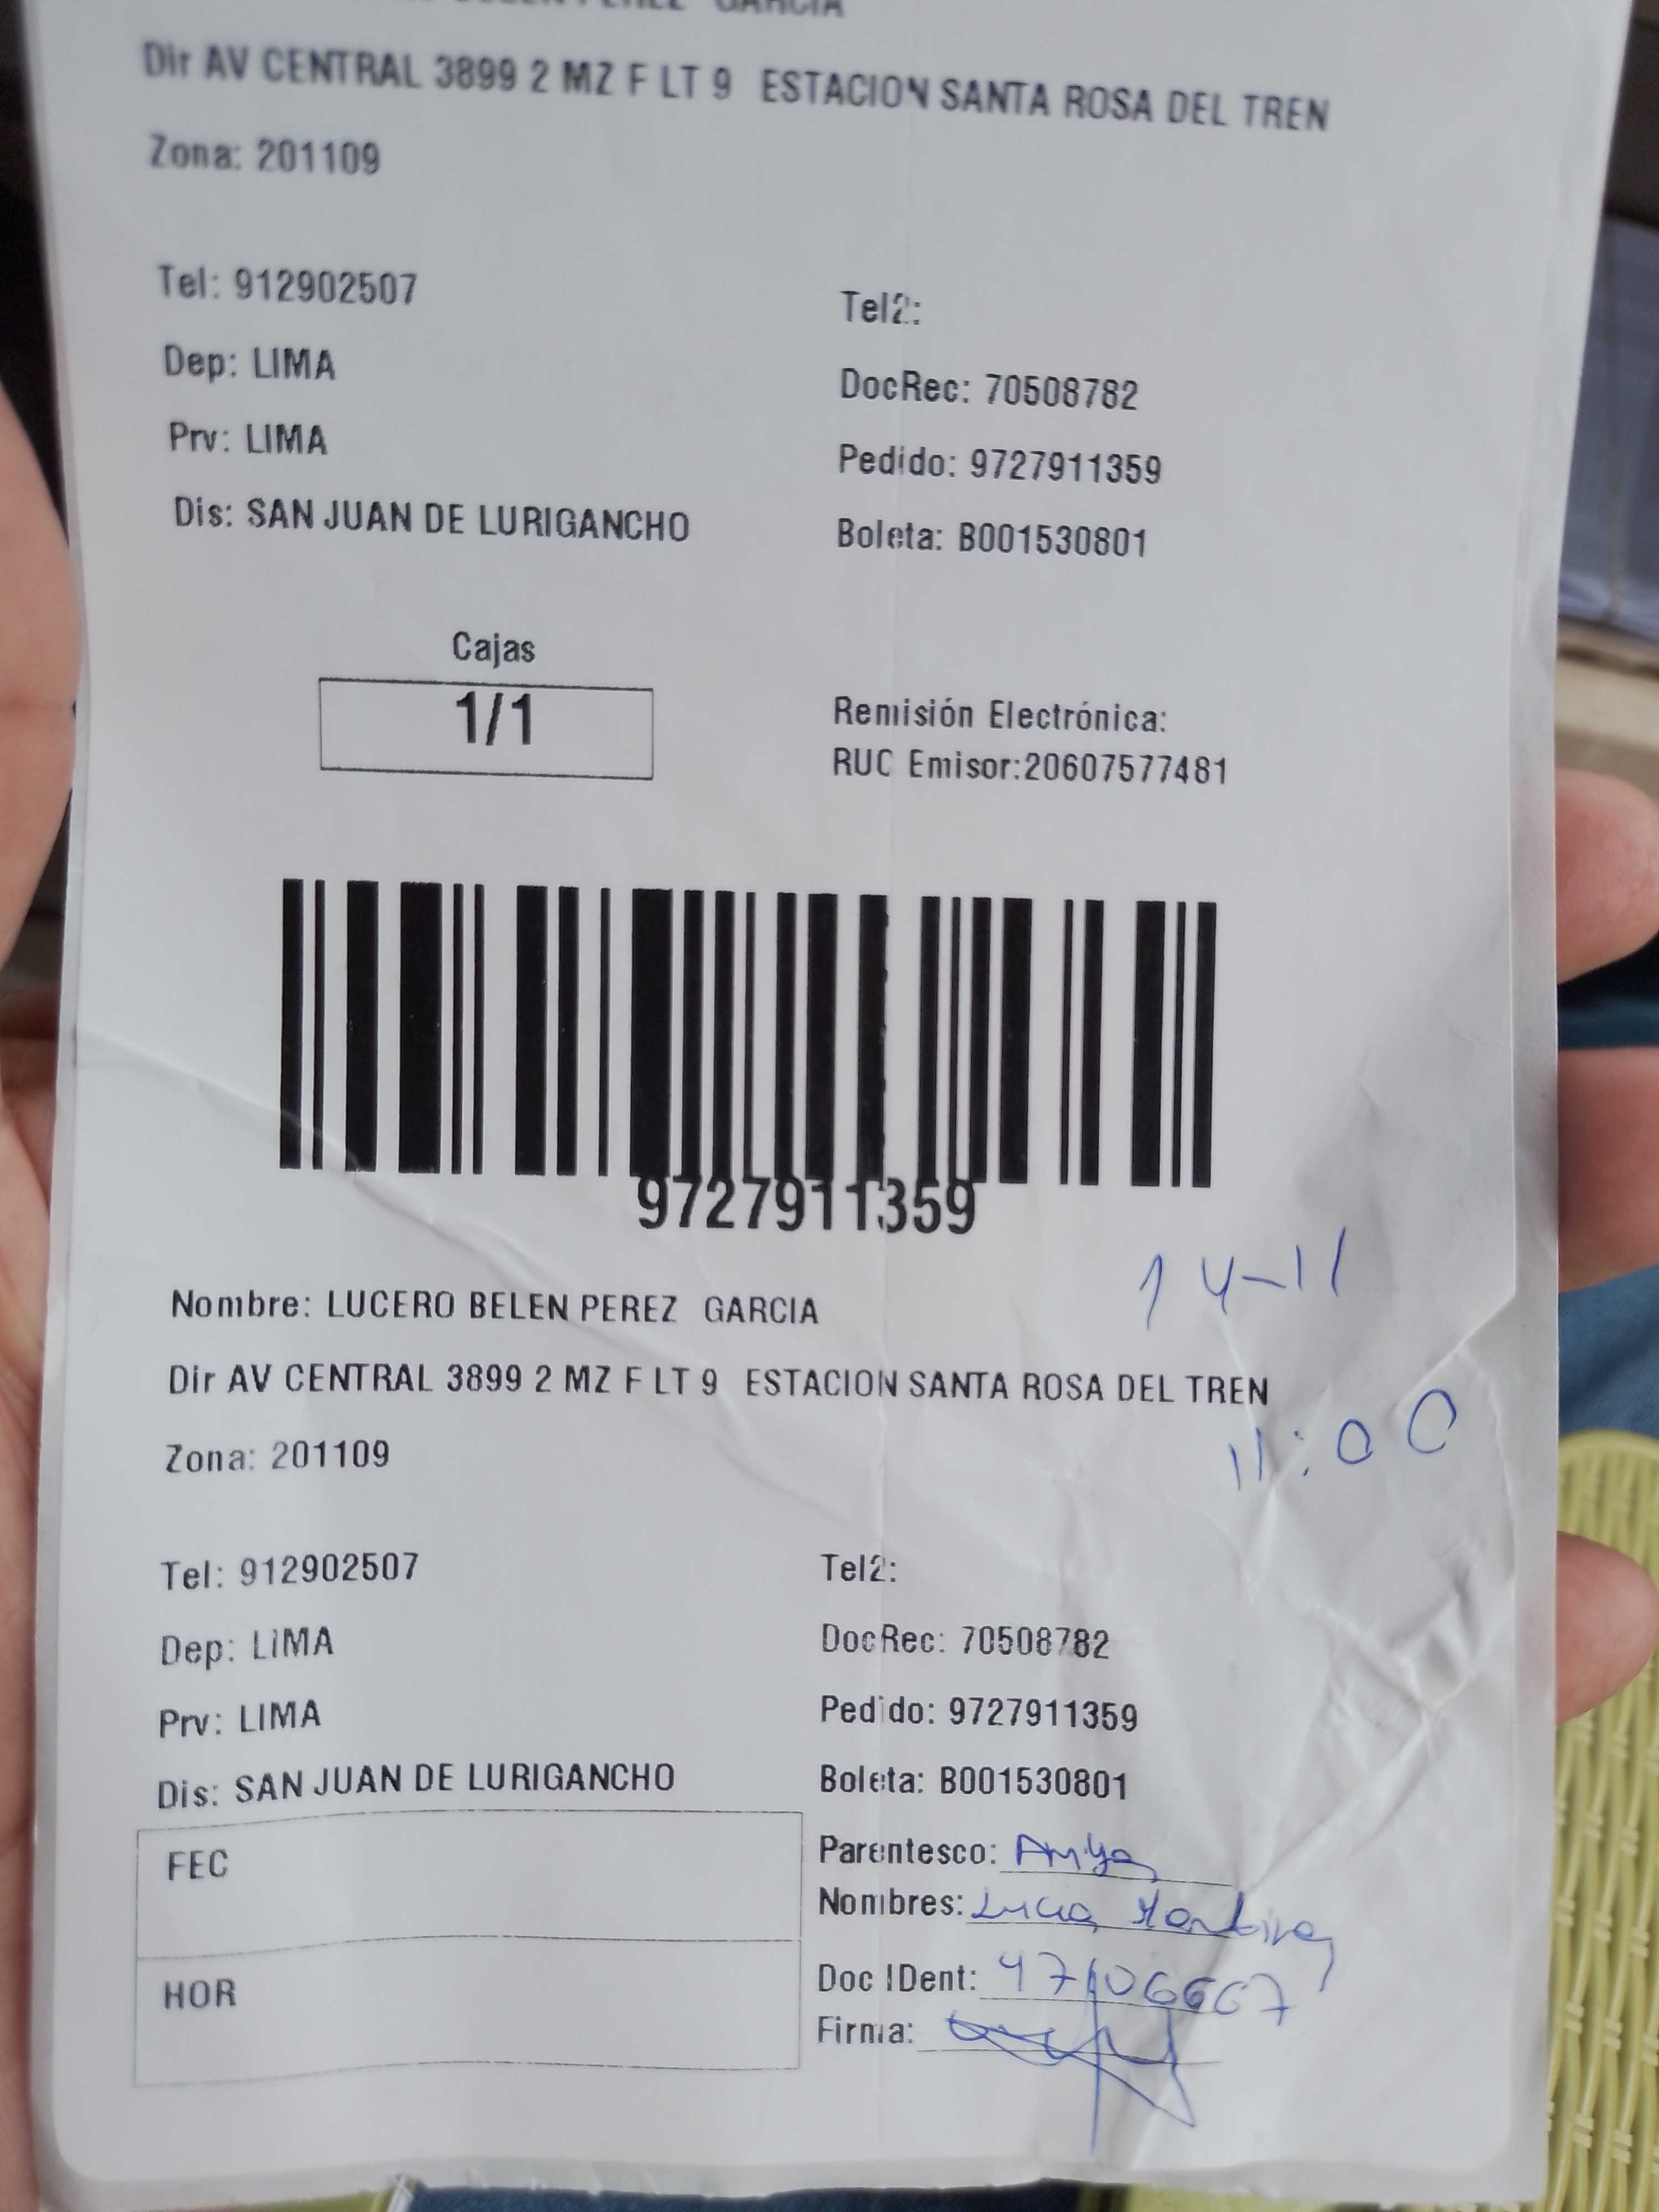 BELEN PEREZ GARCIA
Dir AV CENTRAL 3899 2 MZ F LT 9 ESTACION SANTA ROSA DEL TREN
Zona: 201109
Tel: 912902507
Tel2:
Dep: LIMA
DocRec: 70508782
Prv: LIMA
Pedido: 9727911359
Dis: SAN JUAN DE LURIGANCHO
Boleta: B001530801
Cajas
1/1
Remisión Electrónica:
RUC Emisor:20607577481
9727911359
14-11
Nombre: LUCERO BELEN PEREZ GARCIA
Dir AV CENTRAL 3899 2 MZ F LT 9 ESTACION SANTA ROSA DEL TREN
11:00
Zona: 201109
Tel: 912902507
Tel2:
Dep: LIMA
DocRec: 70508782
Prv: LIMA
Pedido: 9727911359
Dis: SAN JUAN DE LURIGANCHO
Boleta: B001530801
FEC
Parentesco:
Nombres: Lucia
HOR
Doc IDent:
Firma: